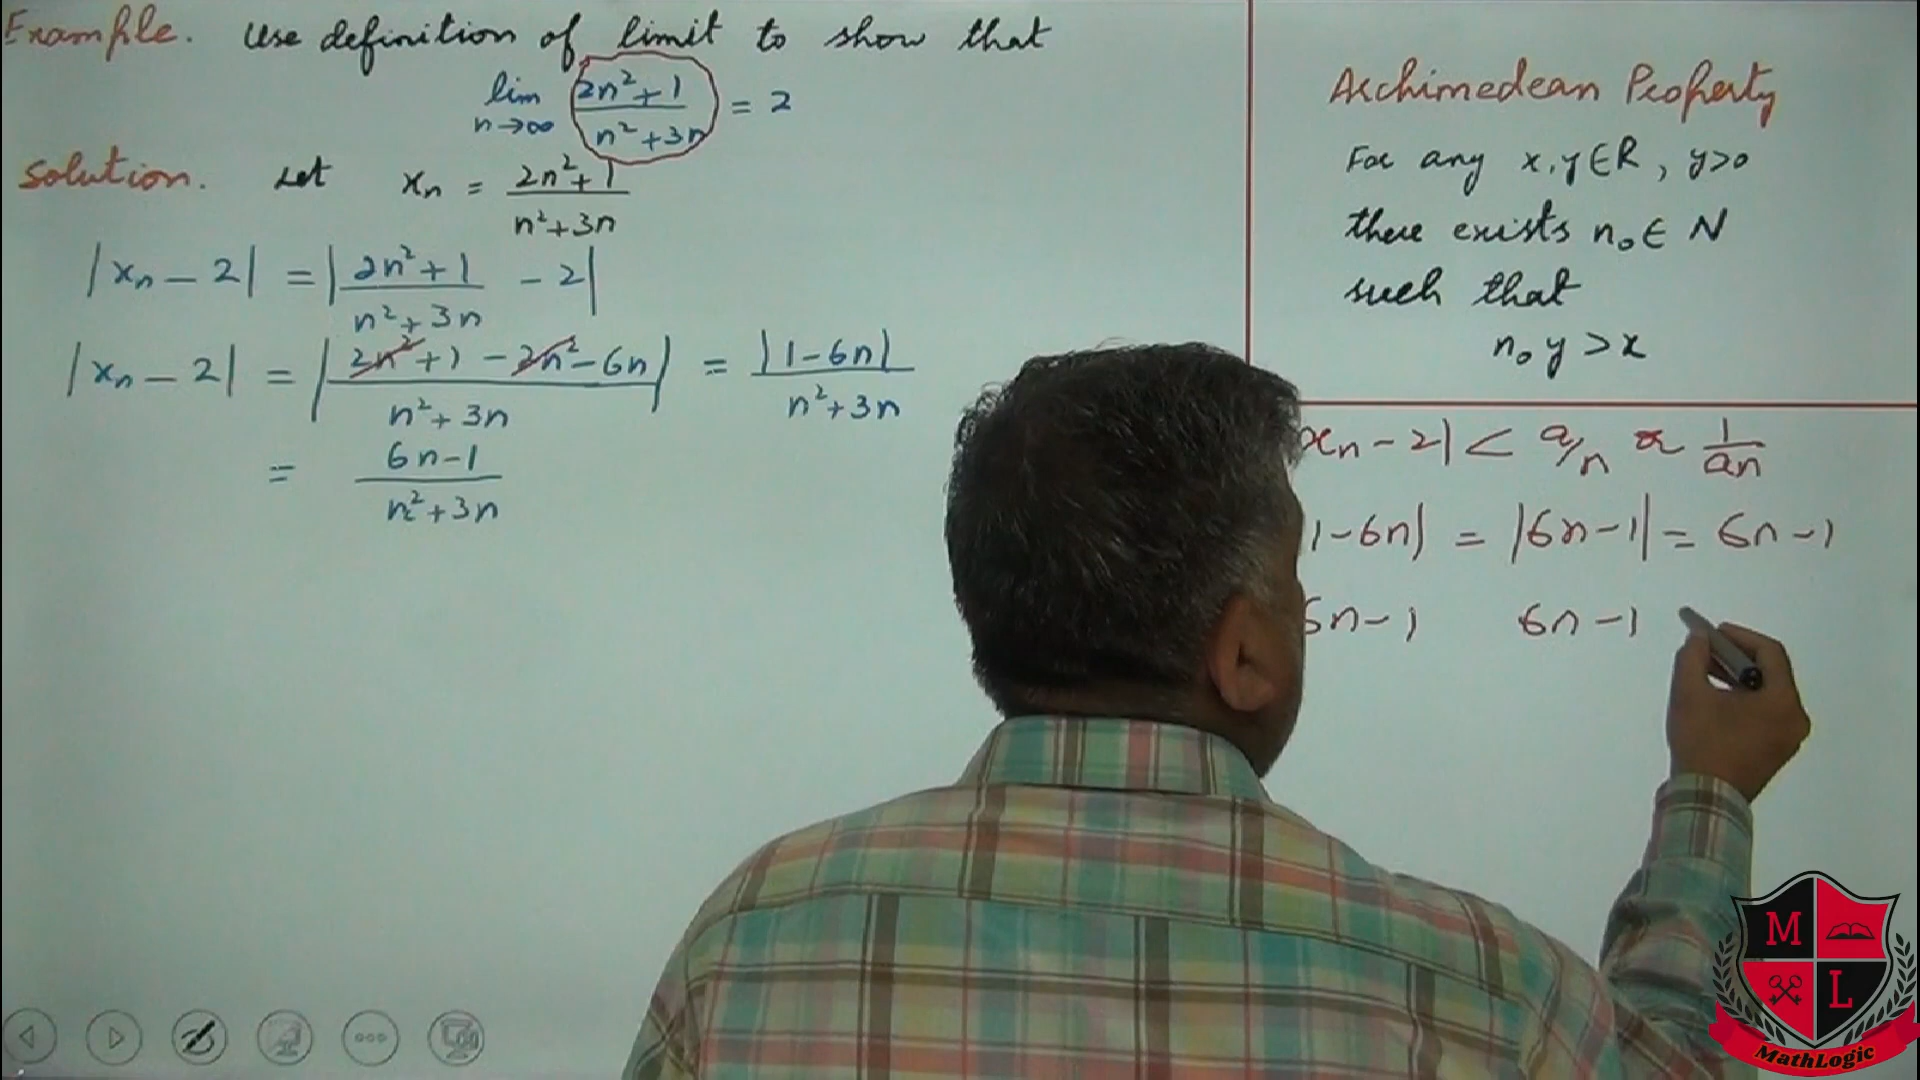 Example. Use definition of limit to show that
lim n→∞ (2n²+1)/(n²+3n) = 2
Solution. Let xn = (2n²+1)/(n²+3n)
|xn − 2| = |(2n²+1)/(n²+3n) − 2|
|xn − 2| = |(2n²+1 − 2n² − 6n)/(n²+3n)| = |1−6n|/(n²+3n)
= (6n−1)/(n²+3n)
Archimedean Property
For any x, y ∈ R, y>0
there exists n₀ ∈ N
such that
n₀ y > x
xn − 2| < a/n 1/an
1−6n| = |6n−1| = 6n−1
6n−1 6n−1
M
L
MathLogic